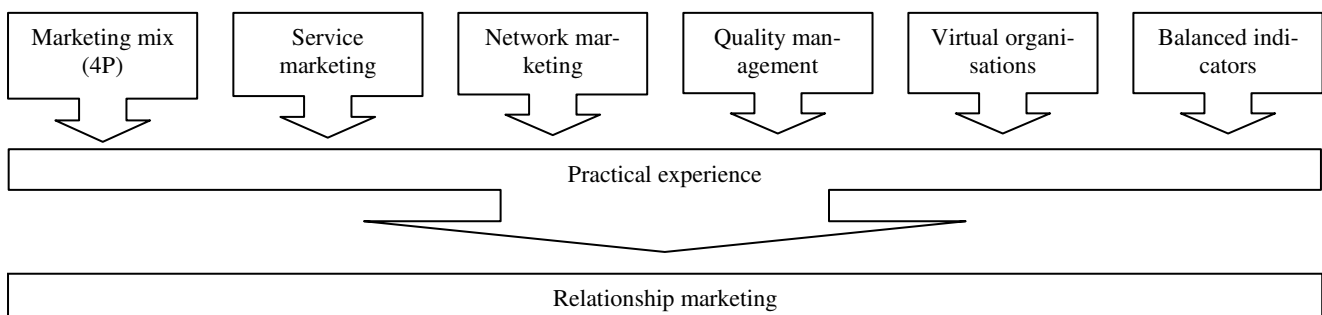 Marketing mix
(4P)
Service
marketing
Network mar-
keting
Quality man-
agement
Virtual organi-
sations
Balanced indi-
cators
Practical experience
Relationship marketing